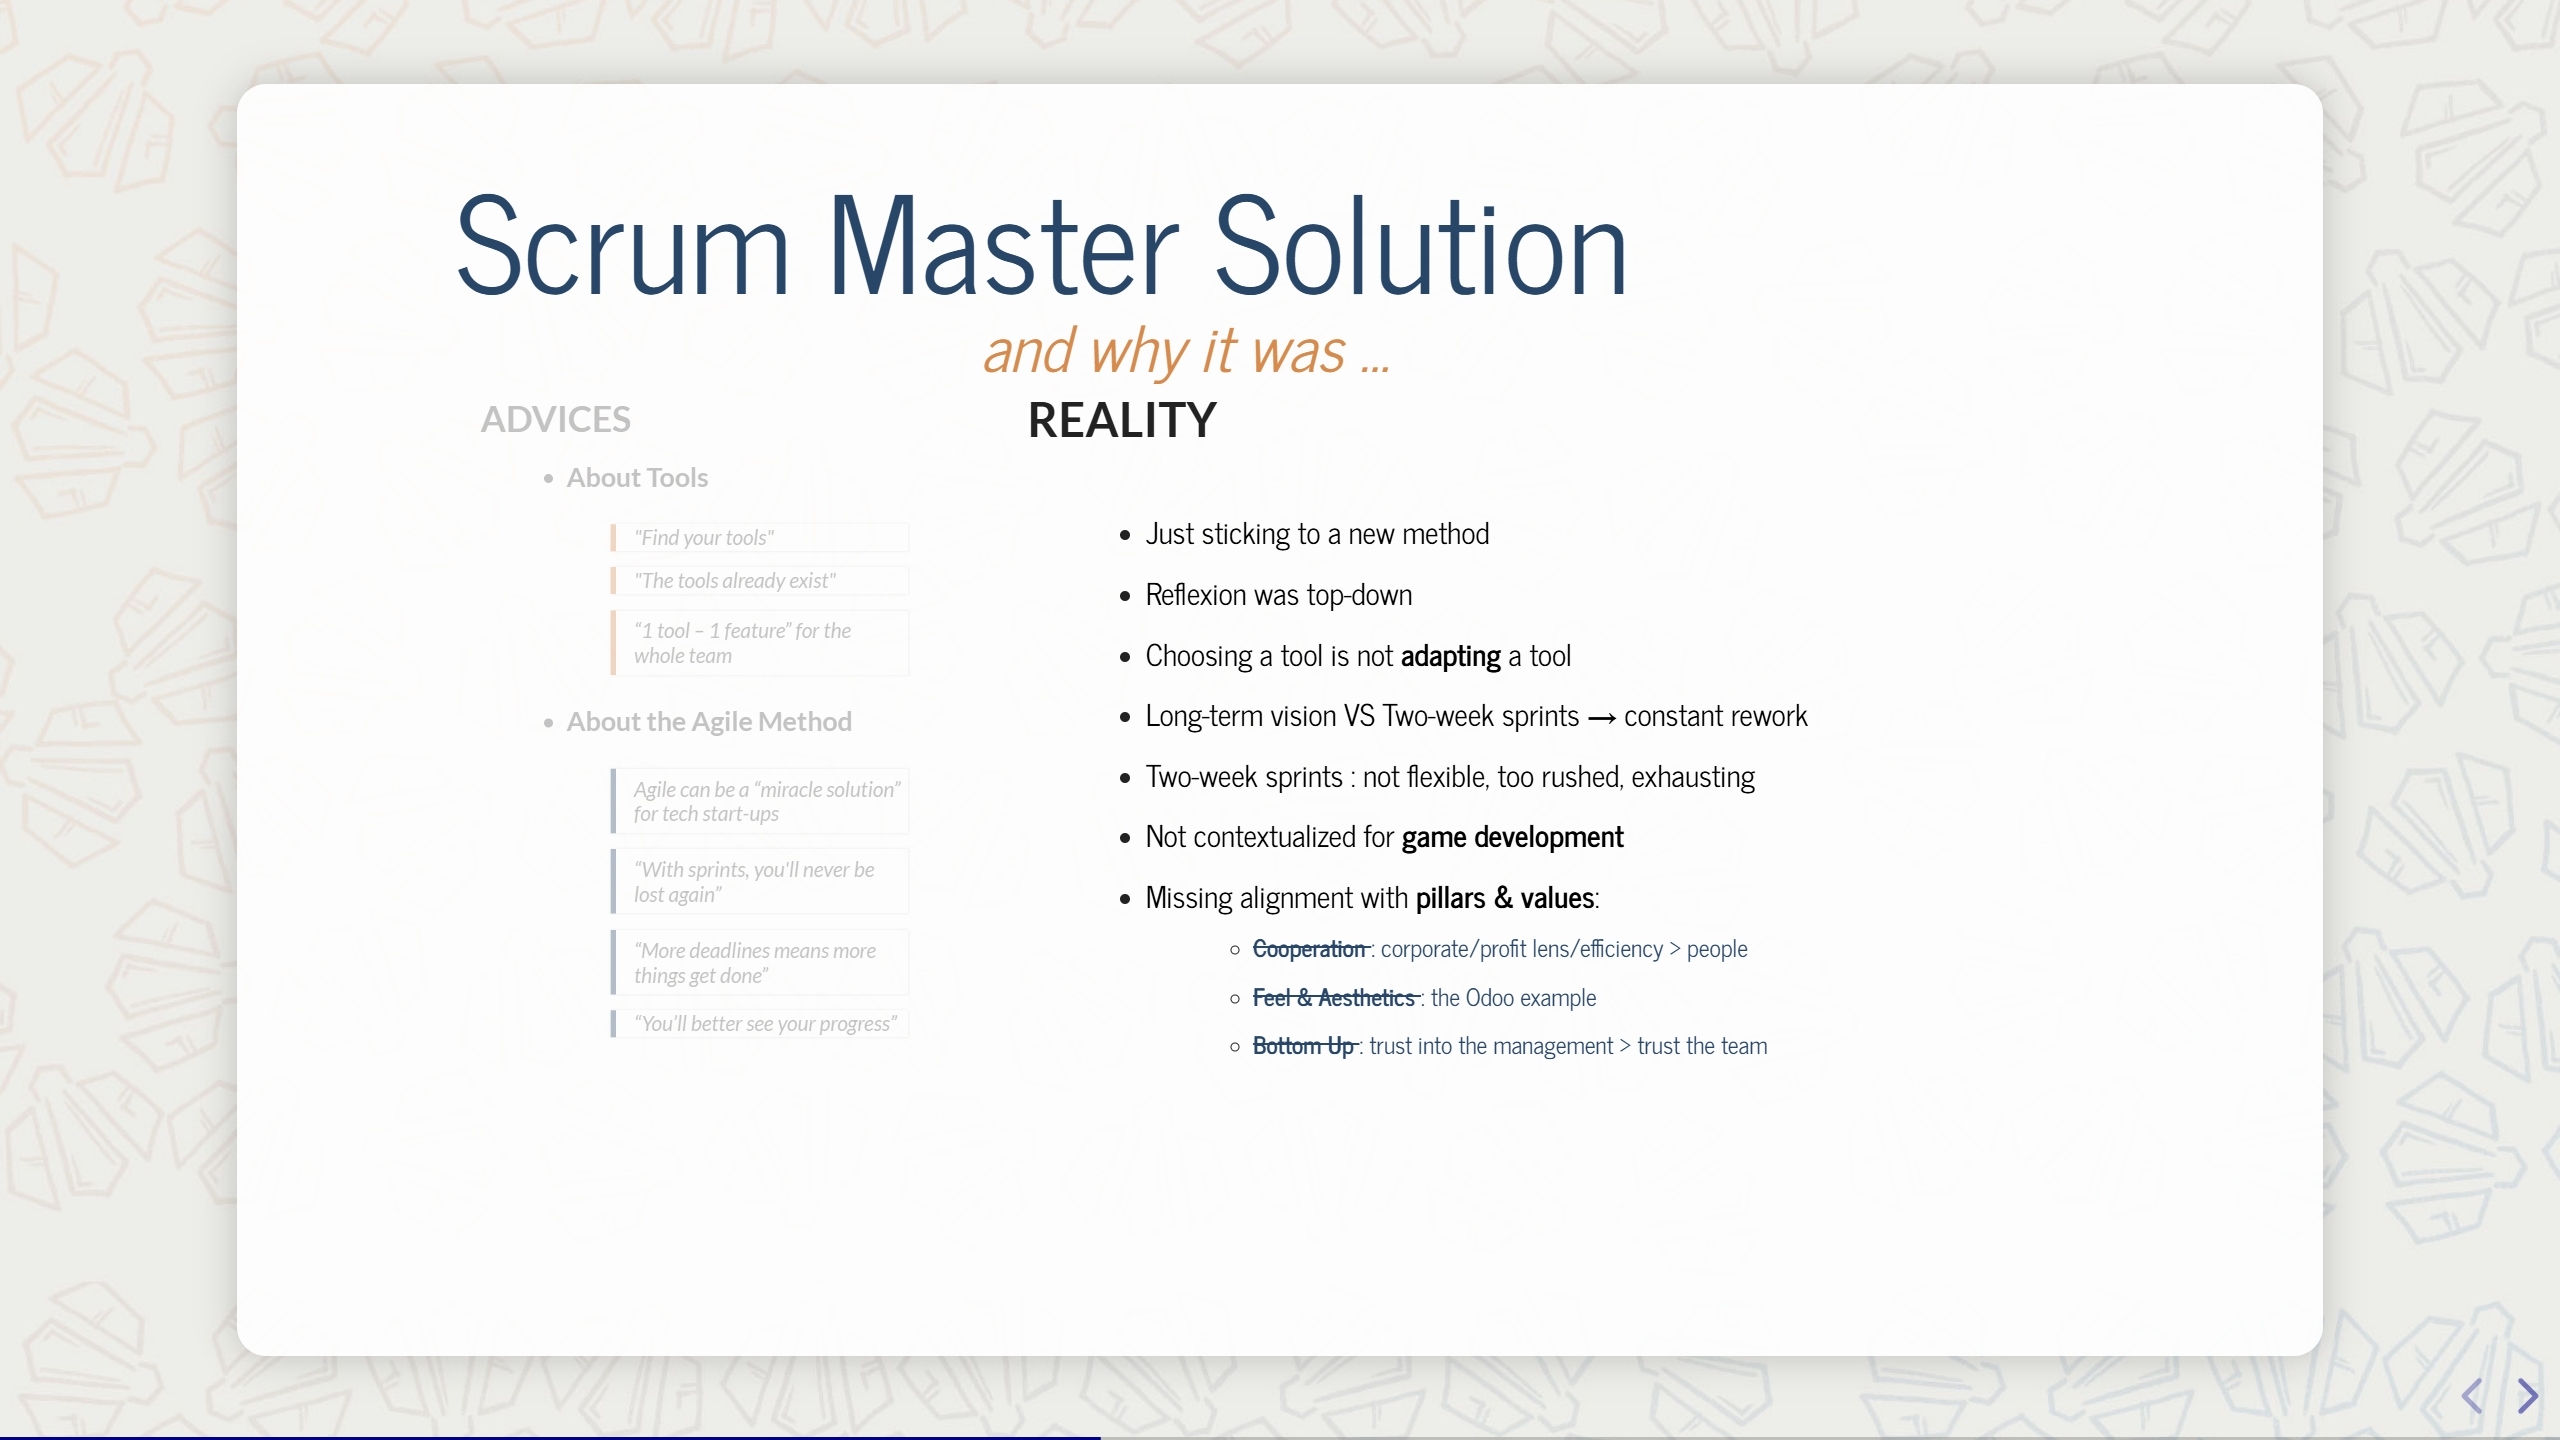 Scrum Master Solution
and why it was ...
ADVICES
About Tools
"Find your tools"
"The tools already exist"
“1 tool – 1 feature” for the
whole team
About the Agile Method
Agile can be a “miracle solution”
for tech start-ups
“With sprints, you'll never be
lost again”
“More deadlines means more
things get done”
“You’ll better see your progress”
REALITY
Just sticking to a new method
Reflexion was top-down
Choosing a tool is not adapting a tool
Long-term vision VS Two-week sprints → constant rework
Two-week sprints : not flexible, too rushed, exhausting
Not contextualized for game development
Missing alignment with pillars & values:
Cooperation : corporate/profit lens/efficiency > people
Feel & Aesthetics : the Odoo example
Bottom Up : trust into the management > trust the team